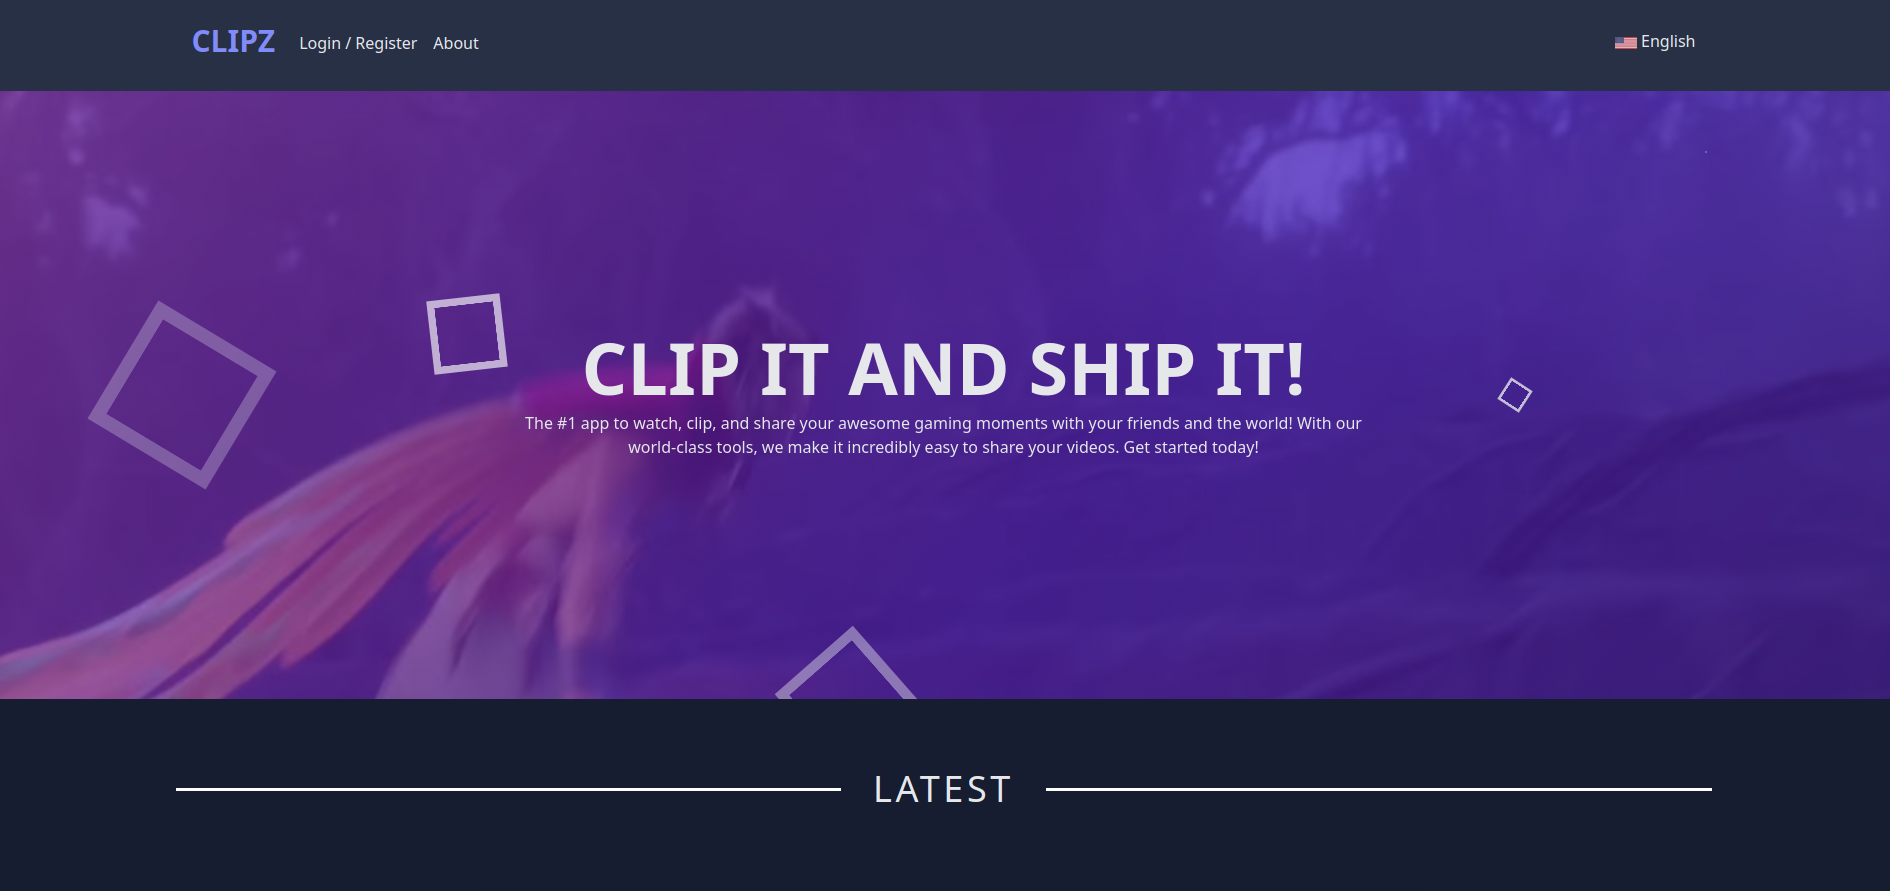 CLIPZ Login / Register About English
CLIP IT AND SHIP IT!
The #1 app to watch, clip, and share your awesome gaming moments with your friends and the world! With our
world-class tools, we make it incredibly easy to share your videos. Get started today!
LATEST